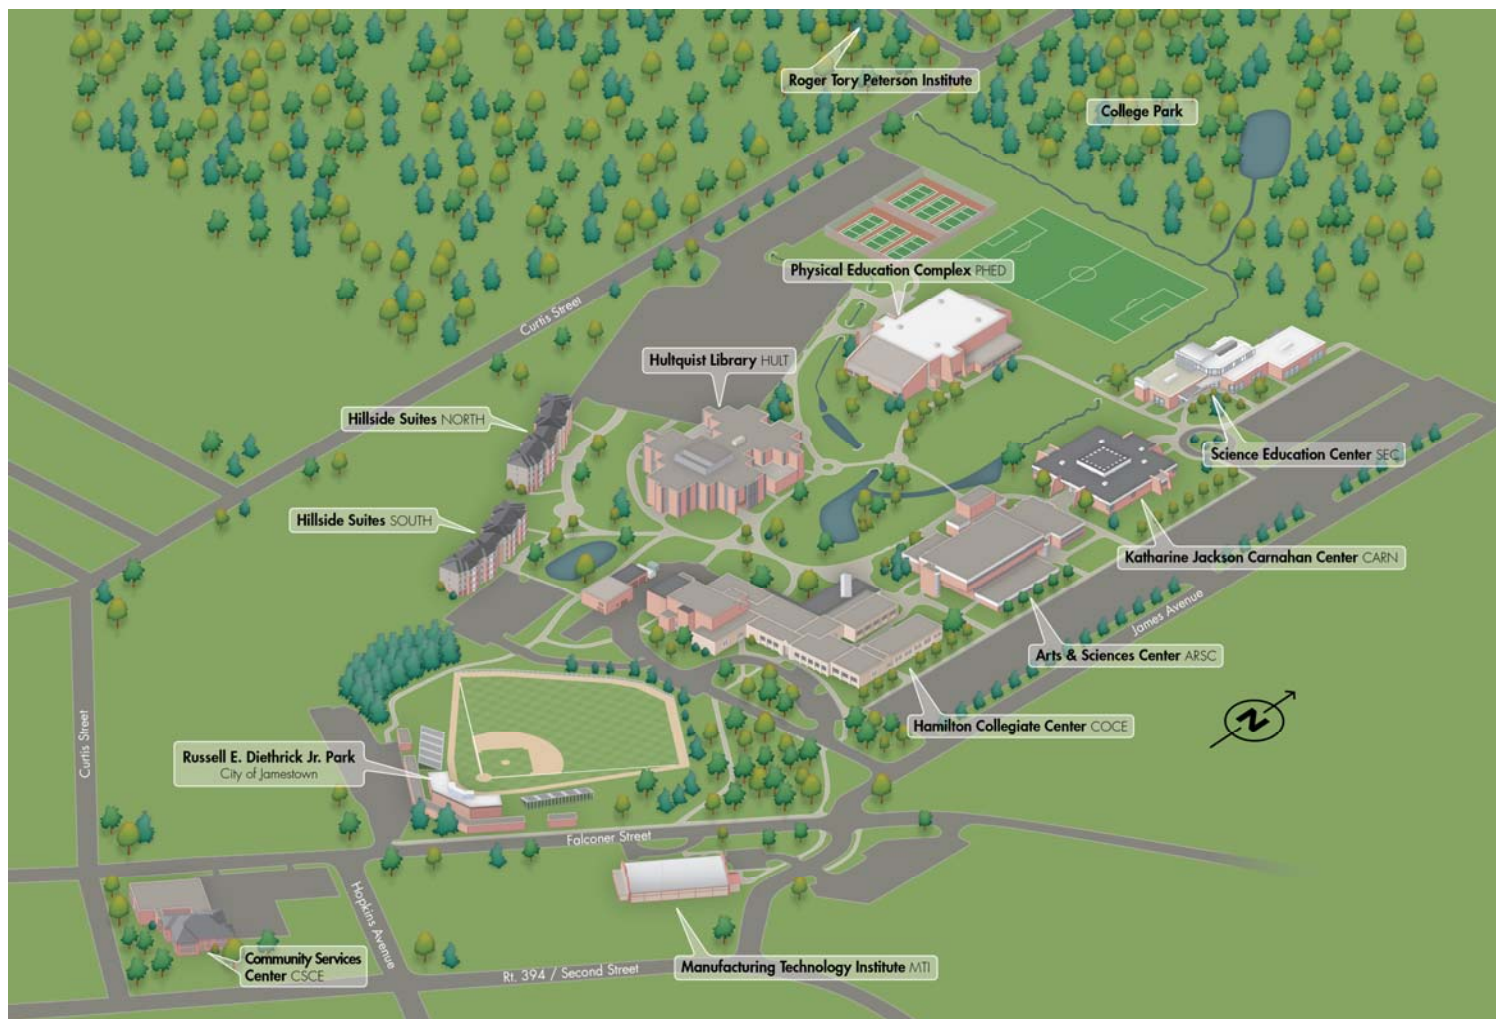 Roger Tory Peterson Institute
College Park
Physical Education Complex PHED
Curtis Street
Hultquist Library HULT
Hillside Suites NORTH
Science Education Center SEC
Hillside Suites SOUTH
Katharine Jackson Carnahan Center CARN
James Avenue
Arts & Sciences Center ARSC
Hamilton Collegiate Center COCE
N
Curtis Street
Russell E. Diethrick Jr. Park
City of Jamestown
Falconer Street
Hopkins Avenue
Community Services
Center CSCE
Rt. 394 / Second Street
Manufacturing Technology Institute MTI